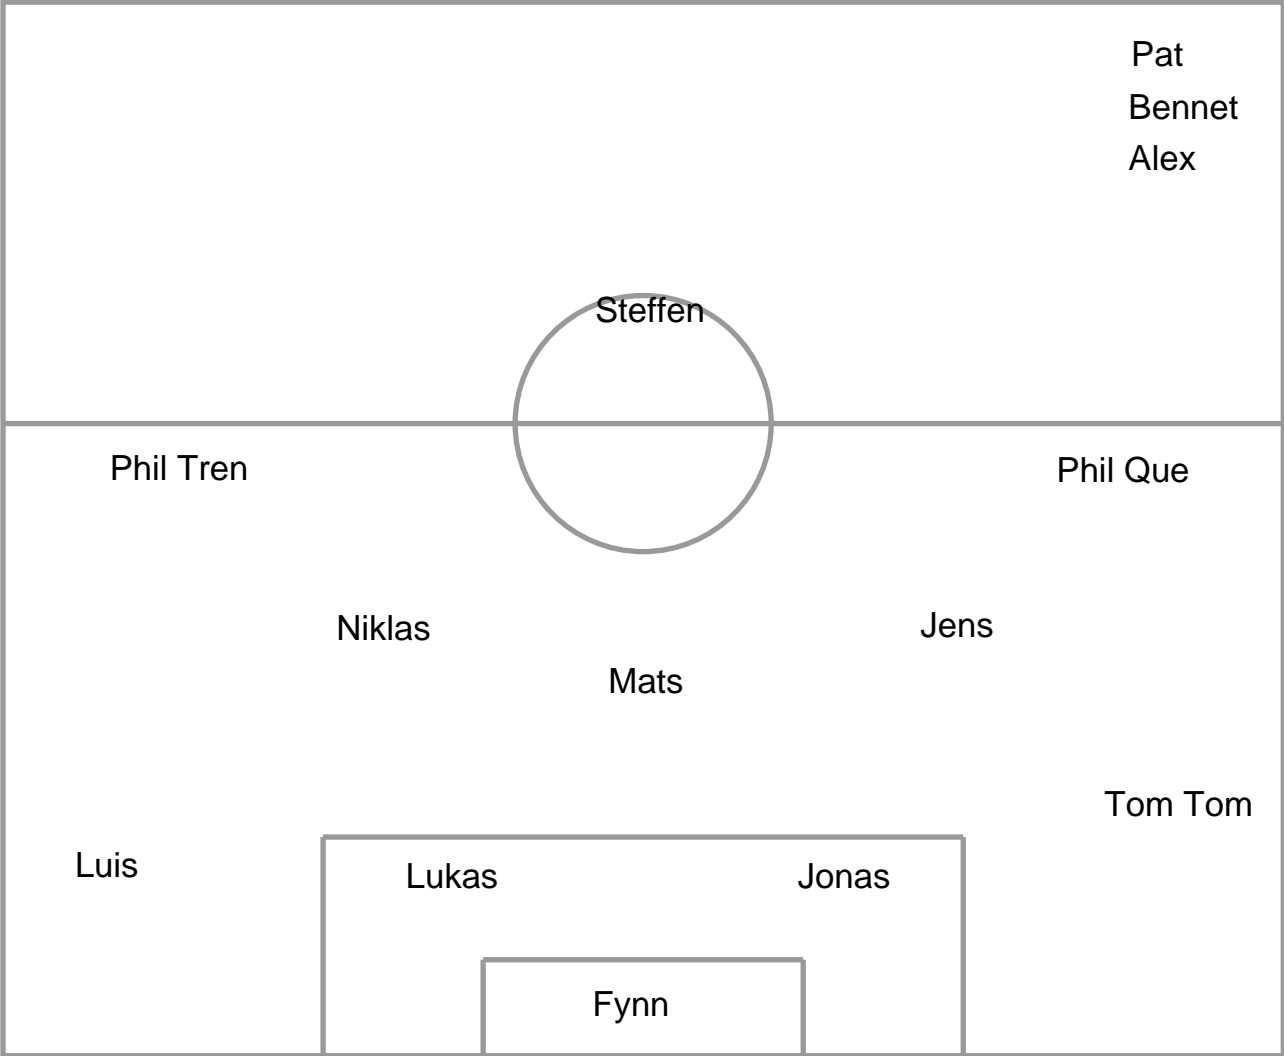 Pat
Bennet
Alex
Steffen
Phil Tren
Phil Que
Niklas
Jens
Mats
Tom Tom
Luis
Lukas
Jonas
Fynn